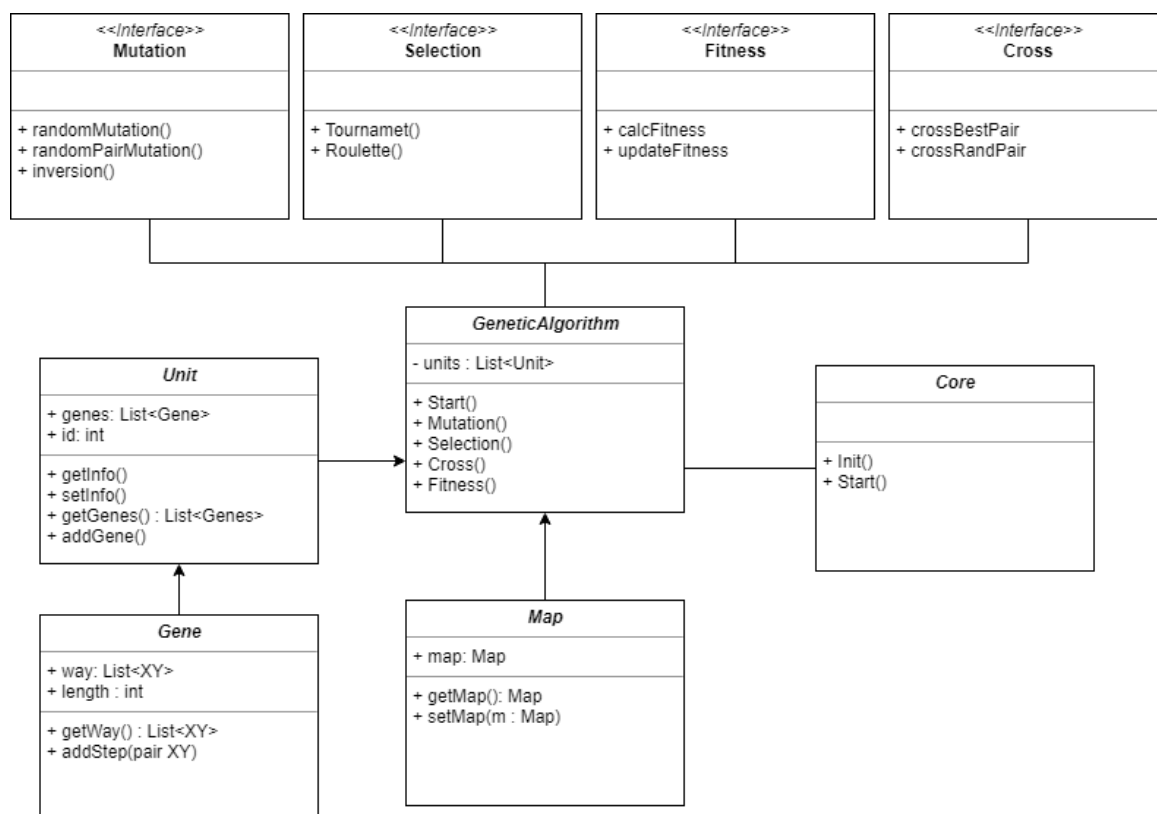 <<Interface>>
Mutation
+ randomMutation()
+ randomPairMutation()
+ inversion()
<<Interface>>
Selection
+ Tournamet()
+ Roulette()
<<Interface>>
Fitness
+ calcFitness
+ updateFitness
<<Interface>>
Cross
+ crossBestPair
+ crossRandPair
GeneticAlgorithm
- units : List<Unit>
+ Start()
+ Mutation()
+ Selection()
+ Cross()
+ Fitness()
Unit
+ genes: List<Gene>
+ id: int
+ getInfo()
+ setInfo()
+ getGenes() : List<Genes>
+ addGene()
Core
+ Init()
+ Start()
Gene
+ way: List<XY>
+ length : int
+ getWay() : List<XY>
+ addStep(pair XY)
Map
+ map: Map
+ getMap(): Map
+ setMap(m : Map)